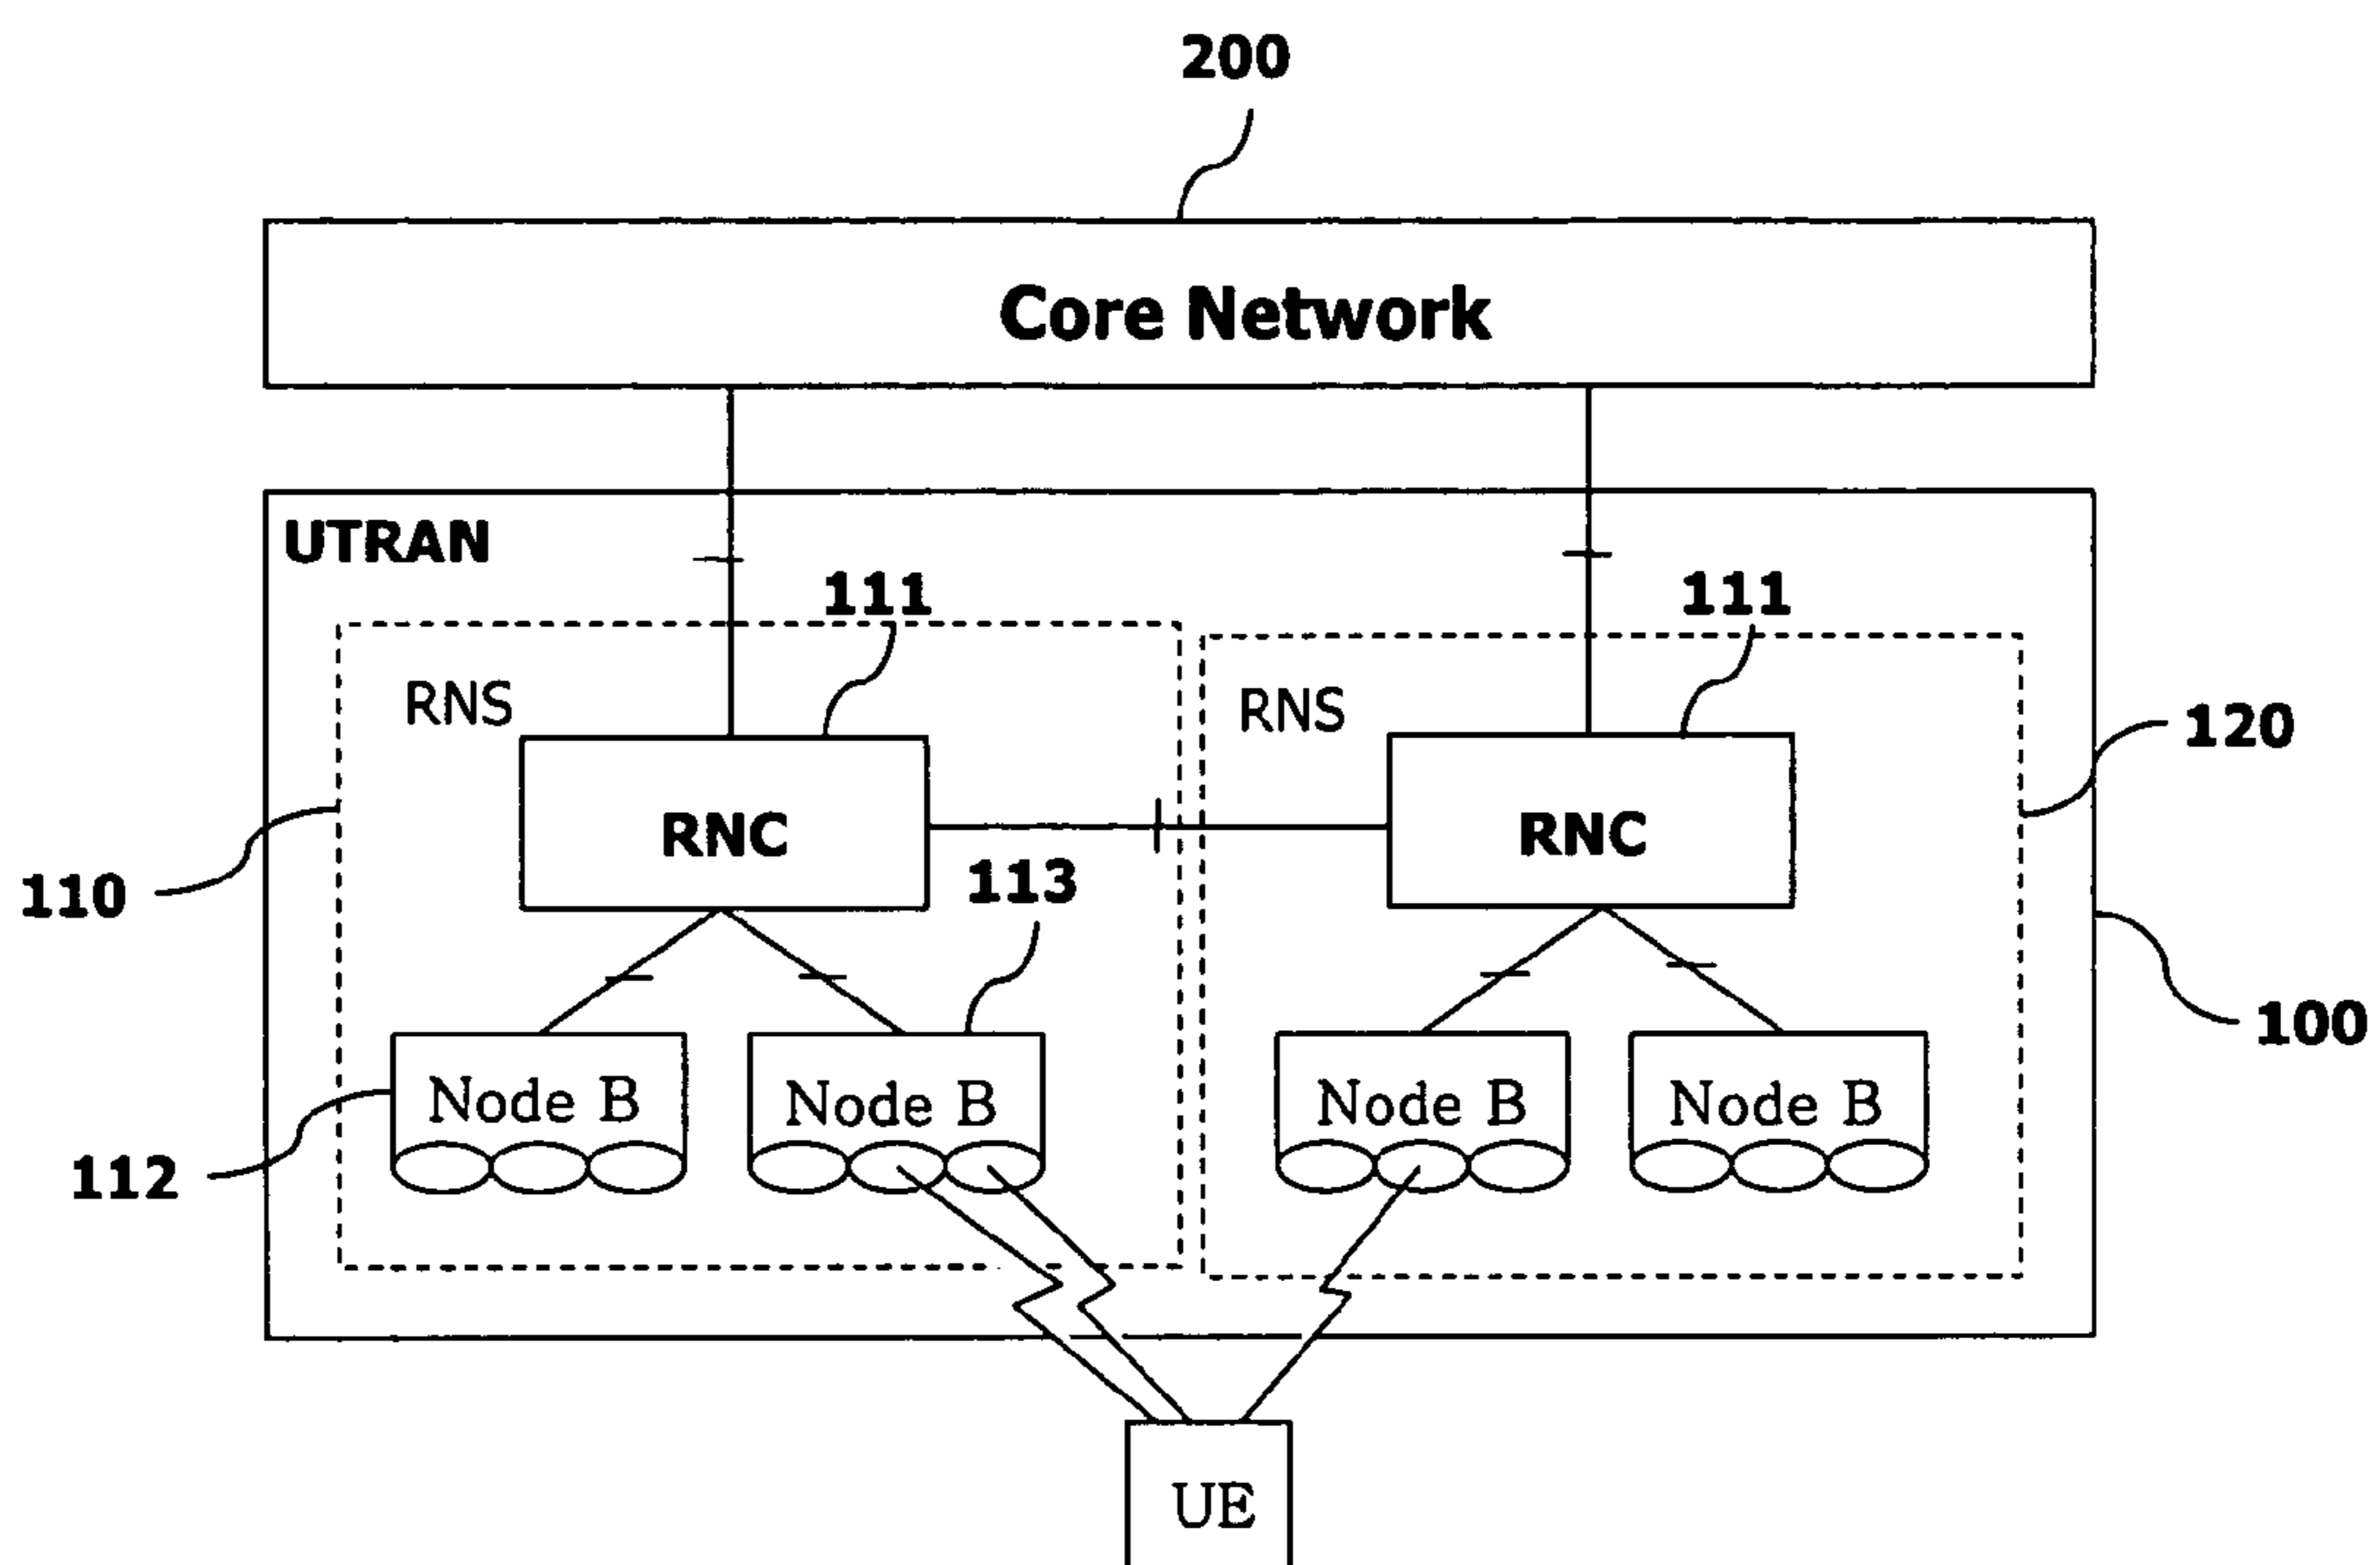 200
Core Network
UTRAN
111
111
RNS
RNS
120
RNC
RNC
110
113
100
Node B
Node B
Node B
Node B
112
UE